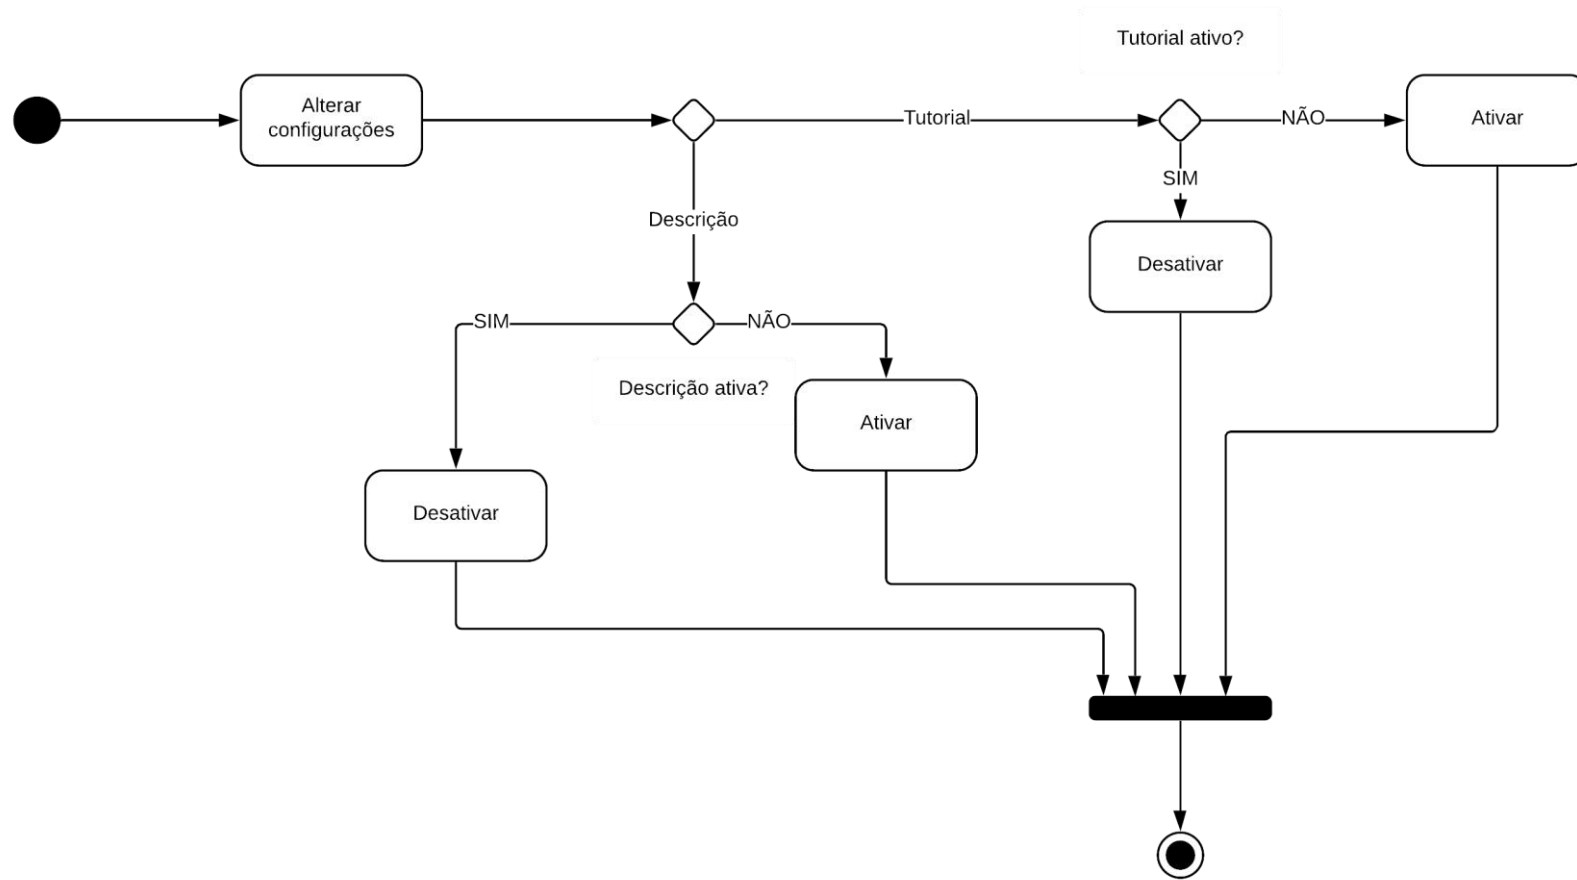 Tutorial ativo?
Alterar
configurações
Tutorial
NÃO
Ativar
SIM
Descrição
Desativar
SIM
NÃO
Descrição ativa?
Ativar
Desativar